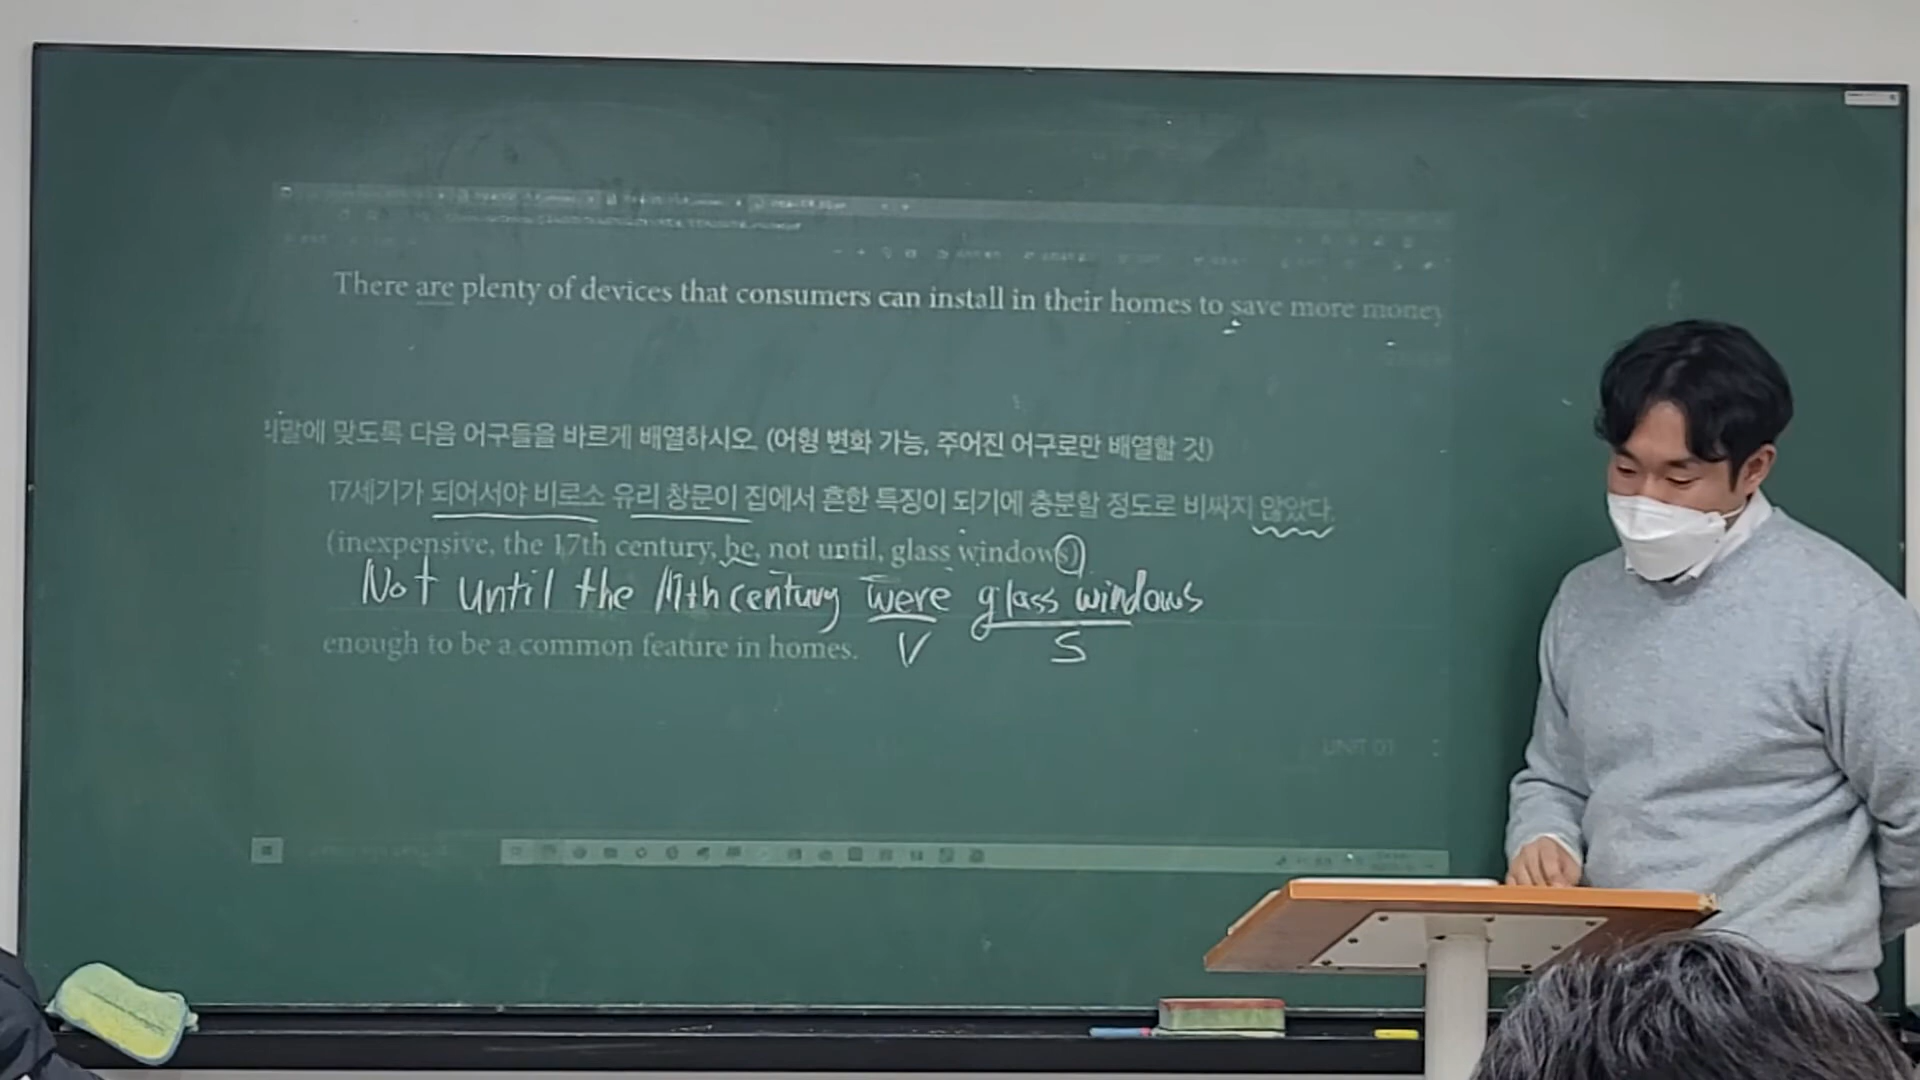 There are plenty of devices that consumers can install in their homes to save more money
리말에 맞도록 다음 어구들을 바르게 배열하시오. (어형 변화 가능, 주어진 어구로만 배열할 것)
17세기가 되어서야 비로소 유리 창문이 집에서 흔한 특징이 되기에 충분할 정도로 비싸지 않았다.
(inexpensive, the 17th century, be, not until, glass windows)
Not until the 17th century were glass windows
V S
enough to be a common feature in homes.
UNIT 01